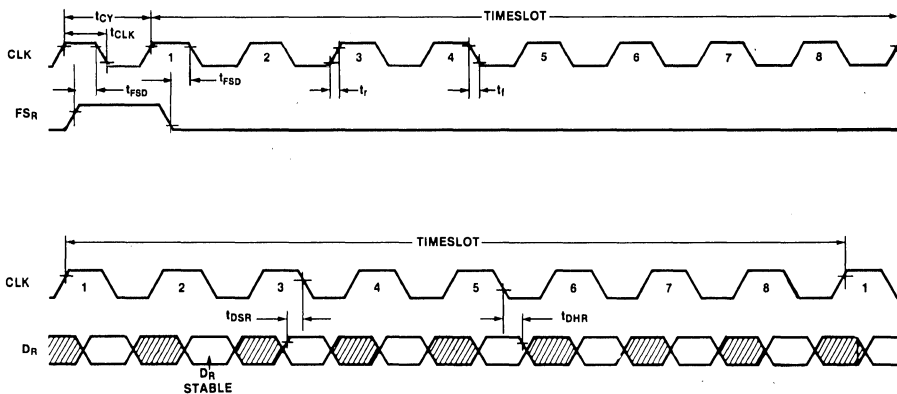 tCY
TIMESLOT
tCLK
CLK
1 2 3 4 5 6 7 8
tFSD
tFSD
tr
tf
FSR
TIMESLOT
CLK
1 2 3 4 5 6 7 8 1
tDSR
tDHR
DR
DR
STABLE